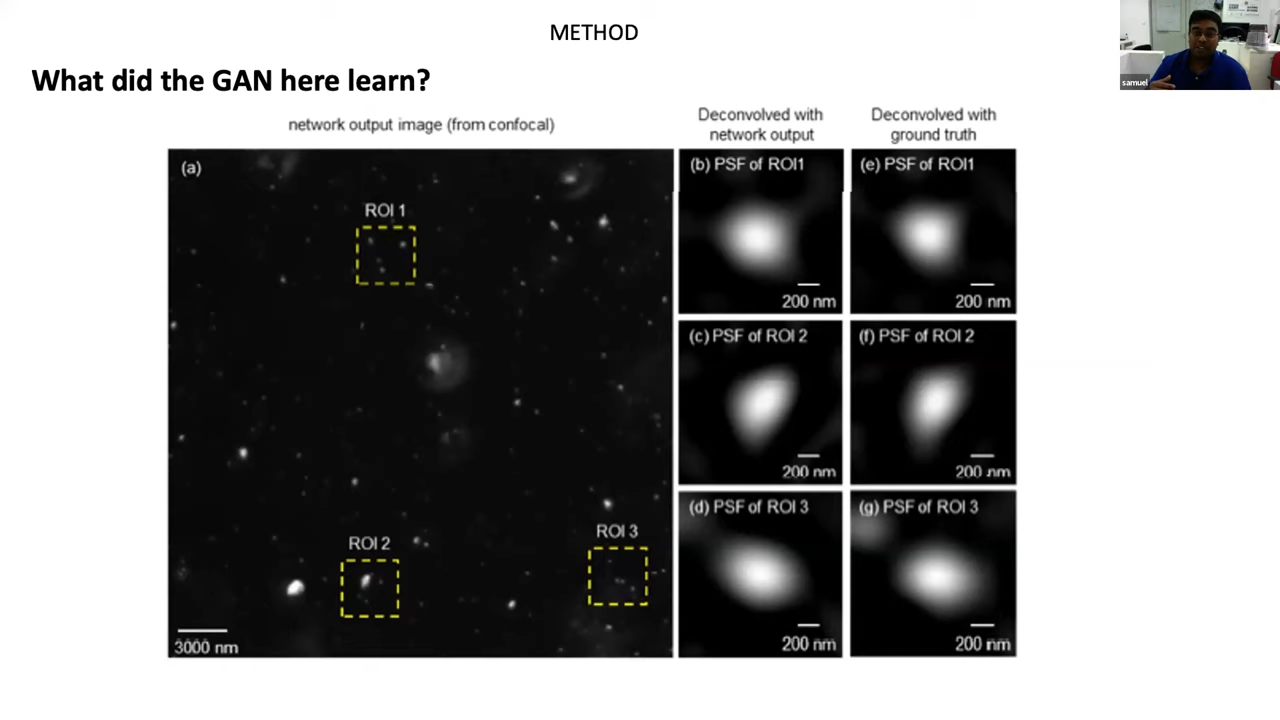 METHOD
samuel
What did the GAN here learn?
network output image (from confocal)
Deconvolved with
network output
Deconvolved with
ground truth
(a)
ROI 1
ROI 2
ROI 3
3000 nm
(b) PSF of ROI1
200 nm
(e) PSF of ROI1
200 nm
(c) PSF of ROI 2
200 nm
(f) PSF of ROI 2
200 nm
(d) PSF of ROI 3
200 nm
(g) PSF of ROI 3
200 nm